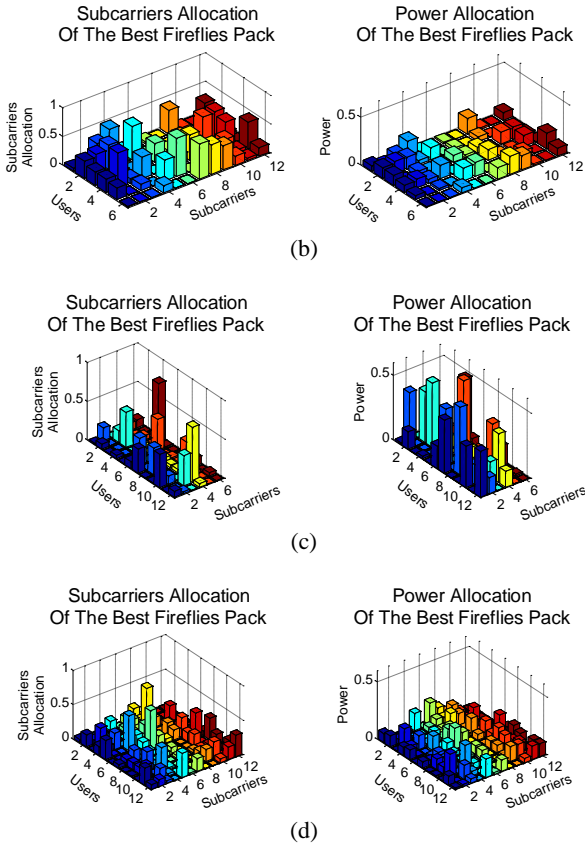 Subcarriers Allocation
Of The Best Fireflies Pack
1
0.5
0
Subcarriers
Allocation
2
4
6
Users
2
4
6
8
10
12
Subcarriers
Power Allocation
Of The Best Fireflies Pack
0.5
0
Power
2
4
6
Users
2
4
6
8
10
12
Subcarriers
(b)
Subcarriers Allocation
Of The Best Fireflies Pack
1
0.5
0
Subcarriers
Allocation
2
4
6
8
10
12
Users
2
4
6
Subcarriers
Power Allocation
Of The Best Fireflies Pack
0.5
0
Power
2
4
6
8
10
12
Users
2
4
6
Subcarriers
(c)
Subcarriers Allocation
Of The Best Fireflies Pack
1
0.5
0
Subcarriers
Allocation
2
4
6
8
10
12
Users
2
4
6
8
10
12
Subcarriers
Power Allocation
Of The Best Fireflies Pack
0.5
0
Power
2
4
6
8
10
12
Users
2
4
6
8
10
12
Subcarriers
(d)